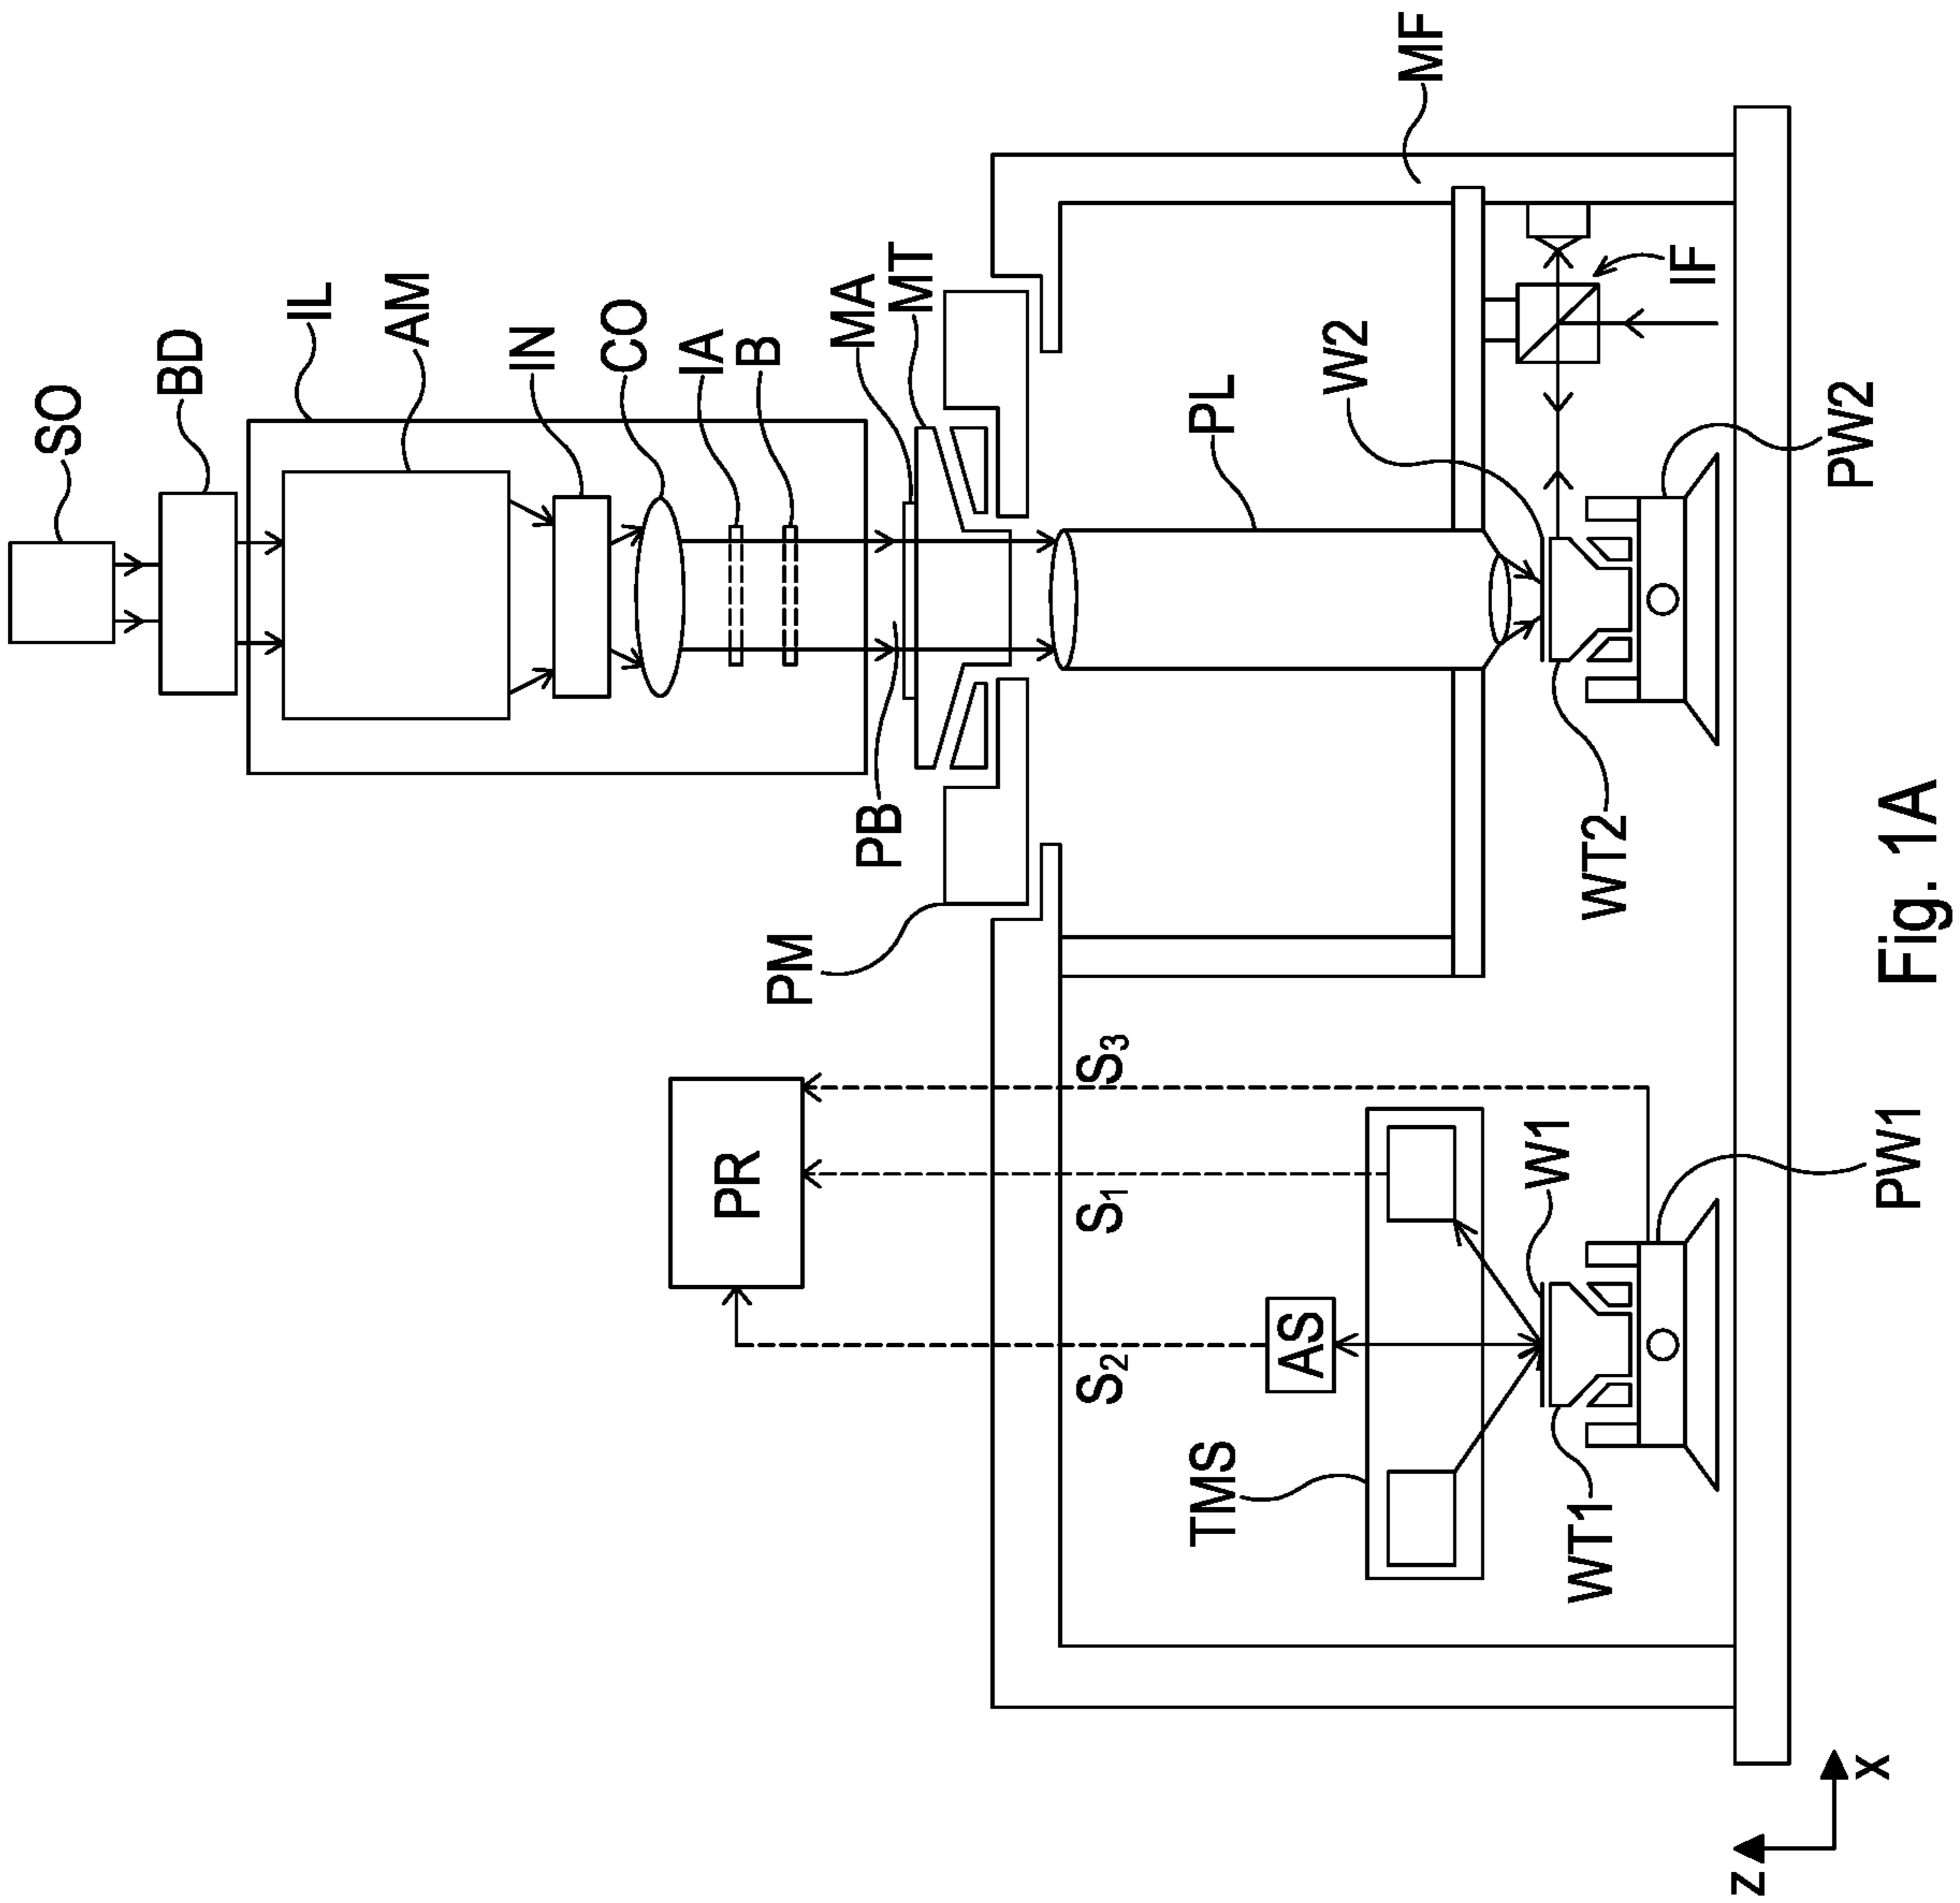 SO
BD
IL
AM
IN
CO
IA
B
MA
MT
PB
PM
MF
PR
S3
S1
S2
PL
W2
IF
AS
TMS
W1
WT1
PW1
WT2
PW2
Z
X
Fig. 1A